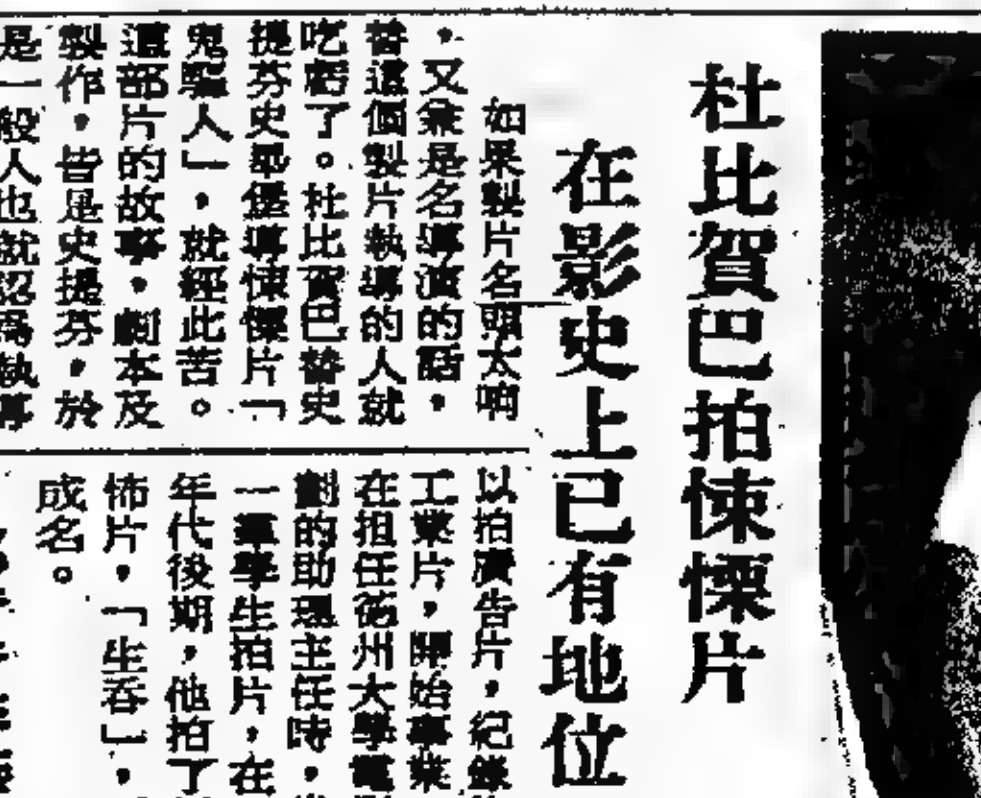 杜比賀巴拍悚慄片
在影史上已有地位
如果製片名頭太响
，又兼是名導演的話，
替這個製片執導的人就
吃虧了。杜比賀巴替史
提芬史畢堡導悚慄片「
鬼驅人」，就經此苦。
這部片的故事，劇本及
製作，皆是史提芬，於
是一般人也就認爲執導
以拍廣告片，紀錄
工業片，開始事業
在担任德州大學電
劃的助理主任時，
一羣學生拍片，在
年代後期，他拍了
怖片，「生吞」，
成名。